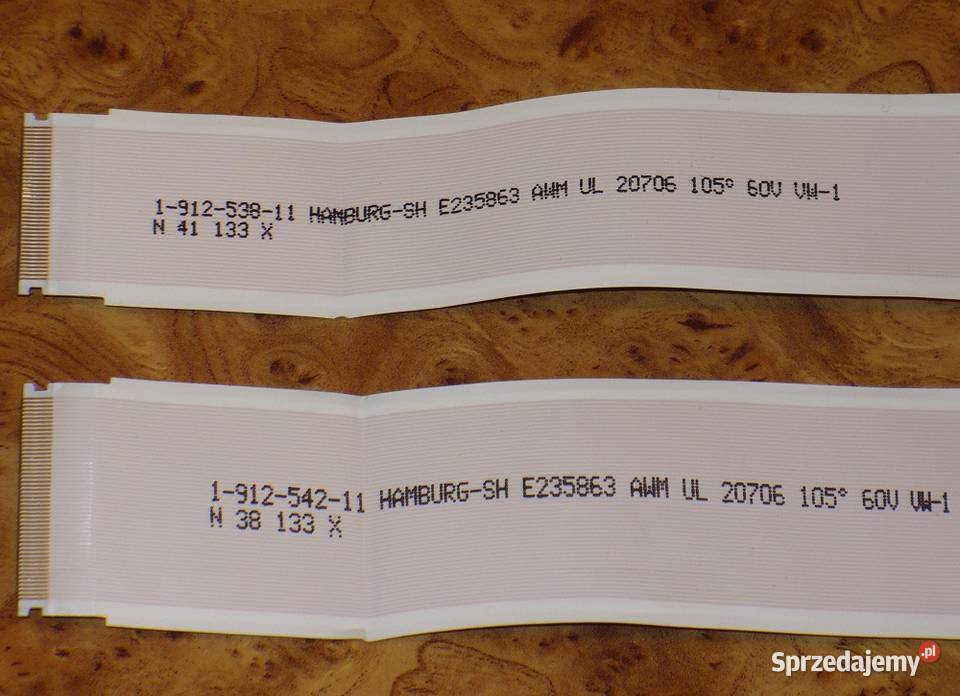 1-912-538-11 HAMBURG-SH E235863 AWM UL 20706 105° 60V VW-1
N 41 133 X
1-912-542-11 HAMBURG-SH E235863 AWM UL 20706 105° 60V VW-1
N 38 133 X
Sprzedajemy.pl